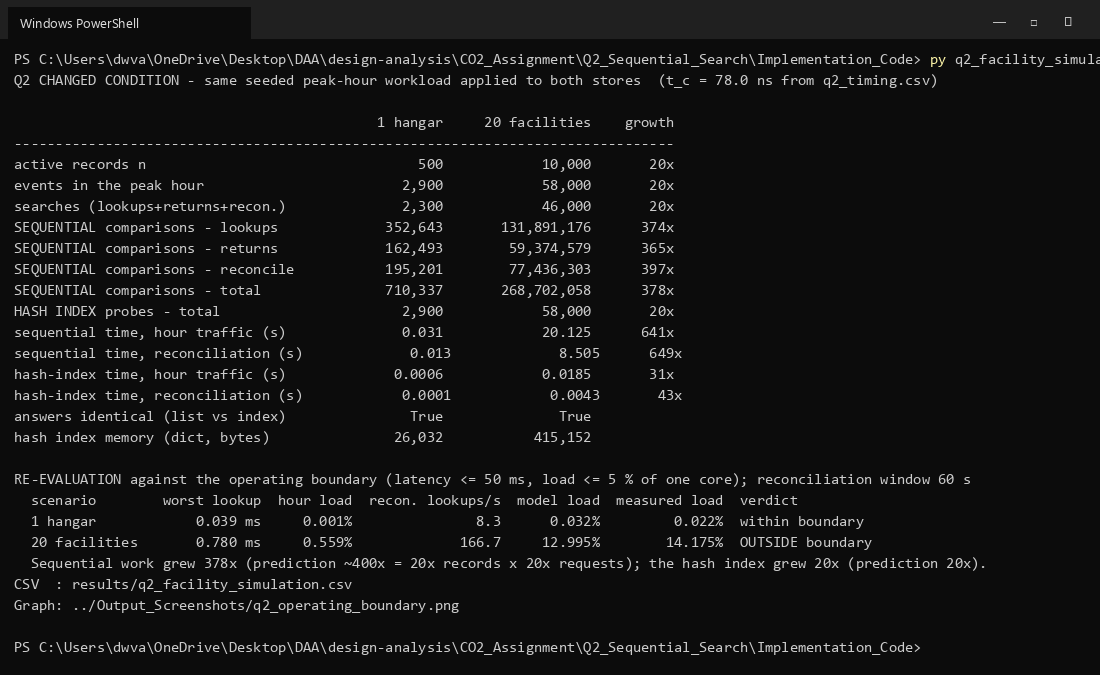 Windows PowerShell
PS C:\Users\dwva\OneDrive\Desktop\DAA\design-analysis\CO2_Assignment\Q2_Sequential_Search\Implementation_Code> py q2_facility_simula
Q2 CHANGED CONDITION - same seeded peak-hour workload applied to both stores  (t_c = 78.0 ns from q2_timing.csv)
                                            1 hangar     20 facilities    growth
--------------------------------------------------------------------------------
active records n                                 500            10,000       20x
events in the peak hour                        2,900            58,000       20x
searches (lookups+returns+recon.)              2,300            46,000       20x
SEQUENTIAL comparisons - lookups             352,643       131,891,176      374x
SEQUENTIAL comparisons - returns             162,493        59,374,579      365x
SEQUENTIAL comparisons - reconcile           195,201        77,436,303      397x
SEQUENTIAL comparisons - total               710,337       268,702,058      378x
HASH INDEX probes - total                      2,900            58,000       20x
sequential time, hour traffic (s)              0.031            20.125      641x
sequential time, reconciliation (s)             0.013             8.505      649x
hash-index time, hour traffic (s)             0.0006            0.0185       31x
hash-index time, reconciliation (s)            0.0001            0.0043       43x
answers identical (list vs index)               True              True
hash index memory (dict, bytes)               26,032           415,152
RE-EVALUATION against the operating boundary (latency <= 50 ms, load <= 5 % of one core); reconciliation window 60 s
  scenario        worst lookup  hour load  recon. lookups/s  model load  measured load  verdict
  1 hangar            0.039 ms     0.001%               8.3      0.032%         0.022%  within boundary
  20 facilities       0.780 ms     0.559%             166.7     12.995%        14.175%  OUTSIDE boundary
  Sequential work grew 378x (prediction ~400x = 20x records x 20x requests); the hash index grew 20x (prediction 20x).
CSV  : results/q2_facility_simulation.csv
Graph: ../Output_Screenshots/q2_operating_boundary.png
PS C:\Users\dwva\OneDrive\Desktop\DAA\design-analysis\CO2_Assignment\Q2_Sequential_Search\Implementation_Code>